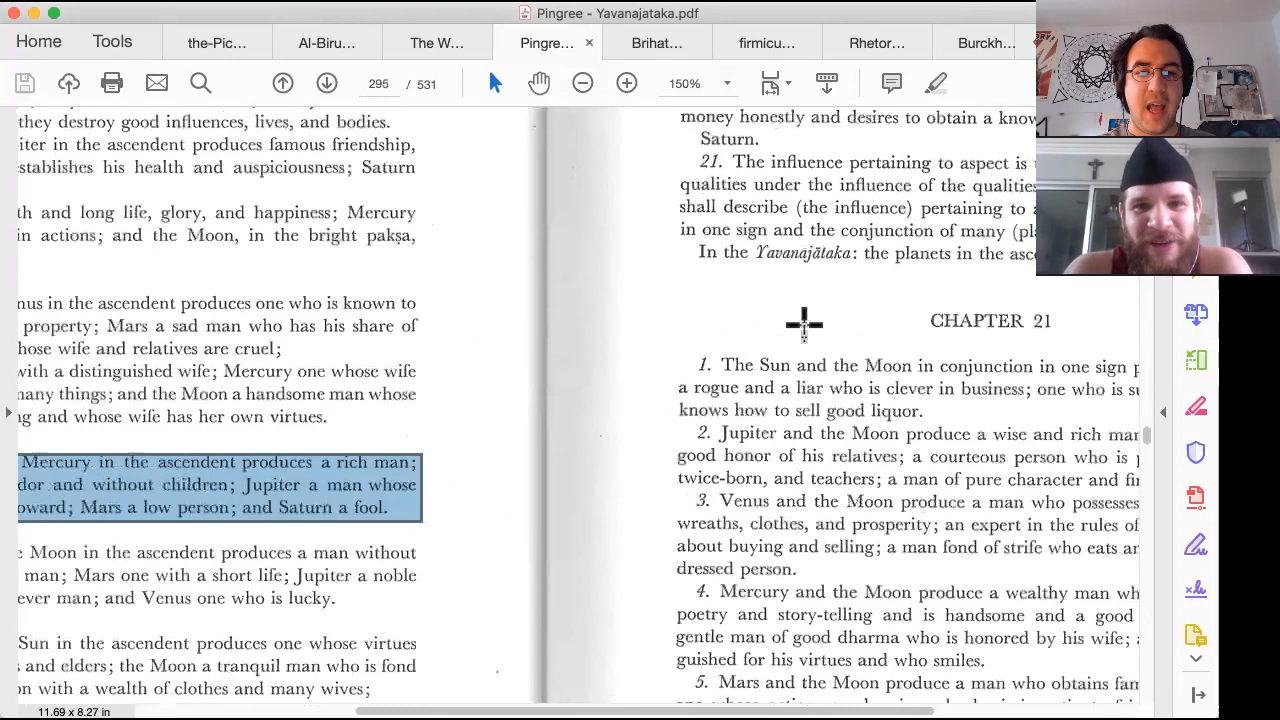 Pingree - Yavanajataka.pdf
Home Tools the-Pic... Al-Biru... The W... Pingre... × Brihat-... firmicu... Rhetor... Burckh
295 / 531 150%
they destroy good influences, lives, and bodies.
iter in the ascendent produces famous friendship,
stablishes his health and auspiciousness; Saturn
th and long life, glory, and happiness; Mercury
in actions; and the Moon, in the bright pakṣa,
nus in the ascendent produces one who is known to
property; Mars a sad man who has his share of
hose wife and relatives are cruel;
with a distinguished wife; Mercury one whose wife
many things; and the Moon a handsome man whose
ng and whose wife has her own virtues.
Mercury in the ascendent produces a rich man;
dor and without children; Jupiter a man whose
oward; Mars a low person; and Saturn a fool.
e Moon in the ascendent produces a man without
man; Mars one with a short life; Jupiter a noble
ever man; and Venus one who is lucky.
Sun in the ascendent produces one whose virtues
s and elders; the Moon a tranquil man who is fond
on with a wealth of clothes and many wives;
money honestly and desires to obtain a know
Saturn.
21. The influence pertaining to aspect is
qualities under the influence of the qualities
shall describe (the influence) pertaining to
in one sign and the conjunction of many (pl
In the Yavanajātaka: the planets in the asc
CHAPTER 21
1. The Sun and the Moon in conjunction in one sign p
a rogue and a liar who is clever in business; one who is su
knows how to sell good liquor.
2. Jupiter and the Moon produce a wise and rich man
good honor of his relatives; a courteous person who is p
twice-born, and teachers; a man of pure character and fi
3. Venus and the Moon produce a man who possesses
wreaths, clothes, and prosperity; an expert in the rules of
about buying and selling; a man fond of strife who eats an
dressed person.
4. Mercury and the Moon produce a wealthy man wh
poetry and story-telling and is handsome and a good
gentle man of good dharma who is honored by his wife;
guished for his virtues and who smiles.
5. Mars and the Moon produce a man who obtains fam
11.69 x 8.27 in